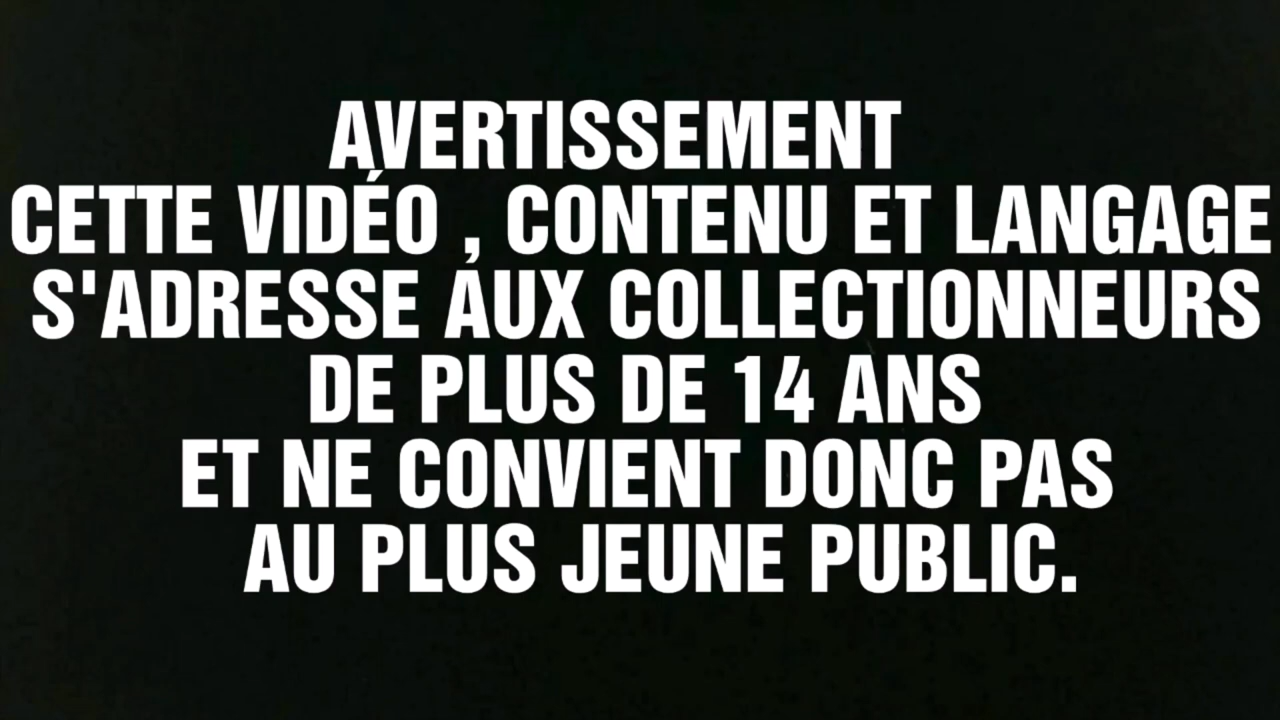 AVERTISSEMENT
CETTE VIDÉO , CONTENU ET LANGAGE
S'ADRESSE AUX COLLECTIONNEURS
DE PLUS DE 14 ANS
ET NE CONVIENT DONC PAS
AU PLUS JEUNE PUBLIC.